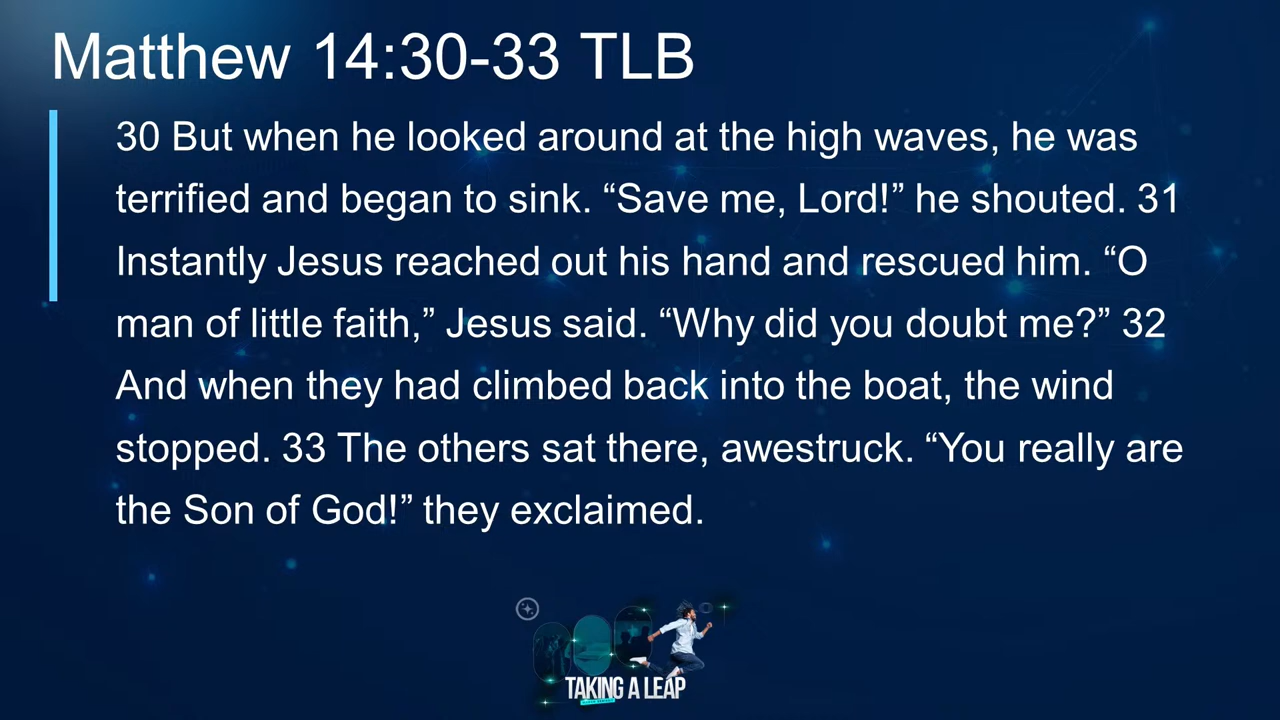 Matthew 14:30-33 TLB
30 But when he looked around at the high waves, he was
terrified and began to sink. “Save me, Lord!” he shouted. 31
Instantly Jesus reached out his hand and rescued him. “O
man of little faith,” Jesus said. “Why did you doubt me?” 32
And when they had climbed back into the boat, the wind
stopped. 33 The others sat there, awestruck. “You really are
the Son of God!” they exclaimed.
TAKING A LEAP